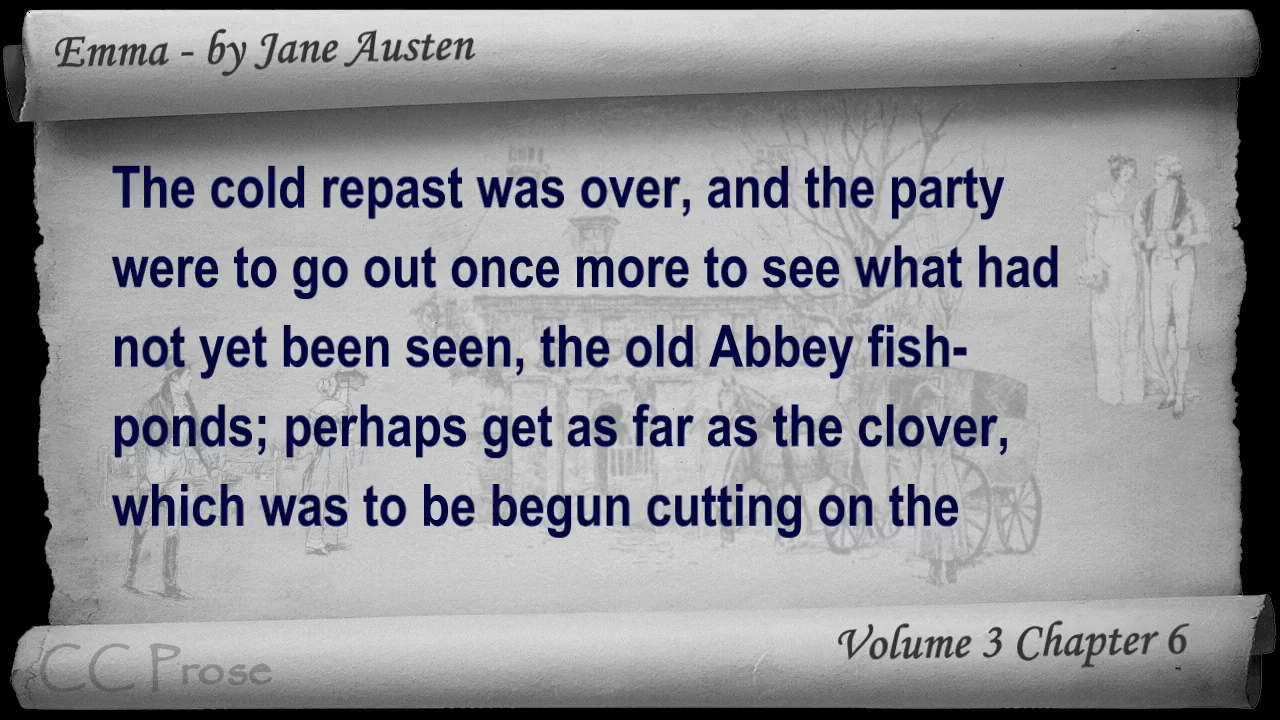 Emma - by Jane Austen
The cold repast was over, and the party
were to go out once more to see what had
not yet been seen, the old Abbey fish-
ponds; perhaps get as far as the clover,
which was to be begun cutting on the
Volume 3 Chapter 6
CC Prose